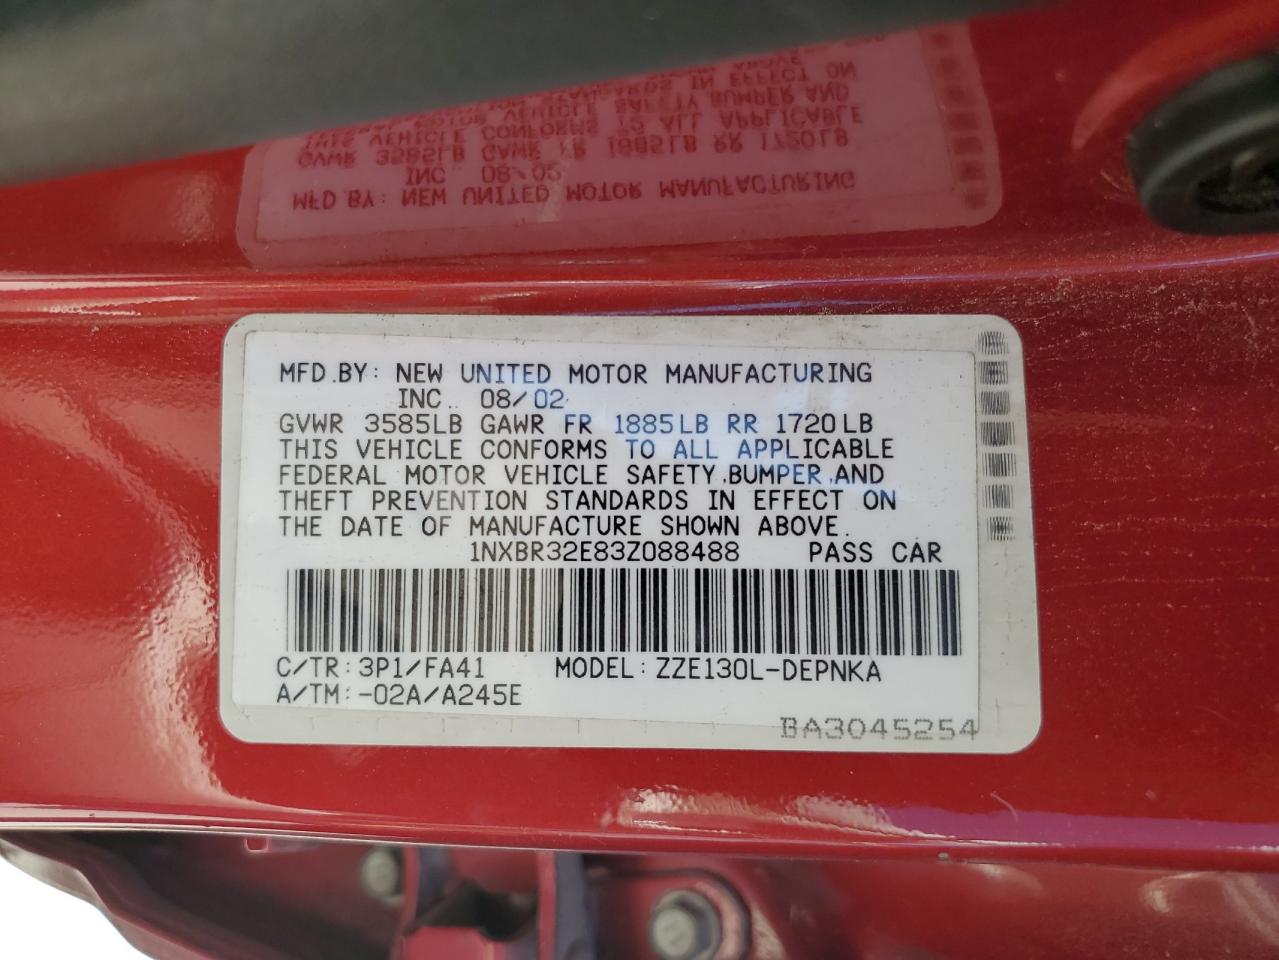 MFD.BY: NEW UNITED MOTOR MANUFACTURING
INC. 08/02
GVWR 3585LB GAWR FR 1885LB RR 1720LB
THIS VEHICLE CONFORMS TO ALL APPLICABLE
FEDERAL MOTOR VEHICLE SAFETY,BUMPER,AND
THEFT PREVENTION STANDARDS IN EFFECT ON
THE DATE OF MANUFACTURE SHOWN ABOVE.
1NXBR32E83Z088488 PASS CAR
C/TR: 3P1/FA41 MODEL: ZZE130L-DEPNKA
A/TM: -02A/A245E
BA3045254